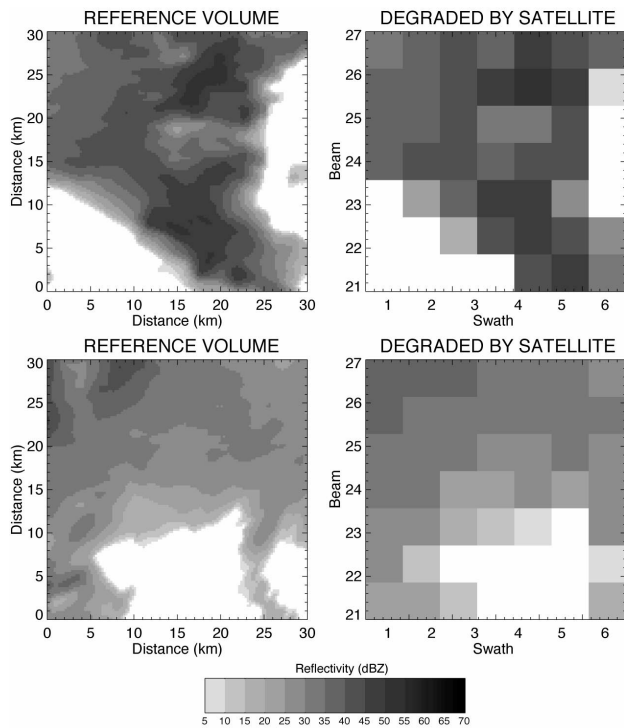 REFERENCE VOLUME
DEGRADED BY SATELLITE
30
25
20
15
10
5
0
Distance (km)
0 5 10 15 20 25 30
Distance (km)
27
26
25
24
23
22
21
Beam
1 2 3 4 5 6
Swath
REFERENCE VOLUME
DEGRADED BY SATELLITE
30
25
20
15
10
5
0
Distance (km)
0 5 10 15 20 25 30
Distance (km)
27
26
25
24
23
22
21
Beam
1 2 3 4 5 6
Swath
Reflectivity (dBZ)
5 10 15 20 25 30 35 40 45 50 55 60 65 70